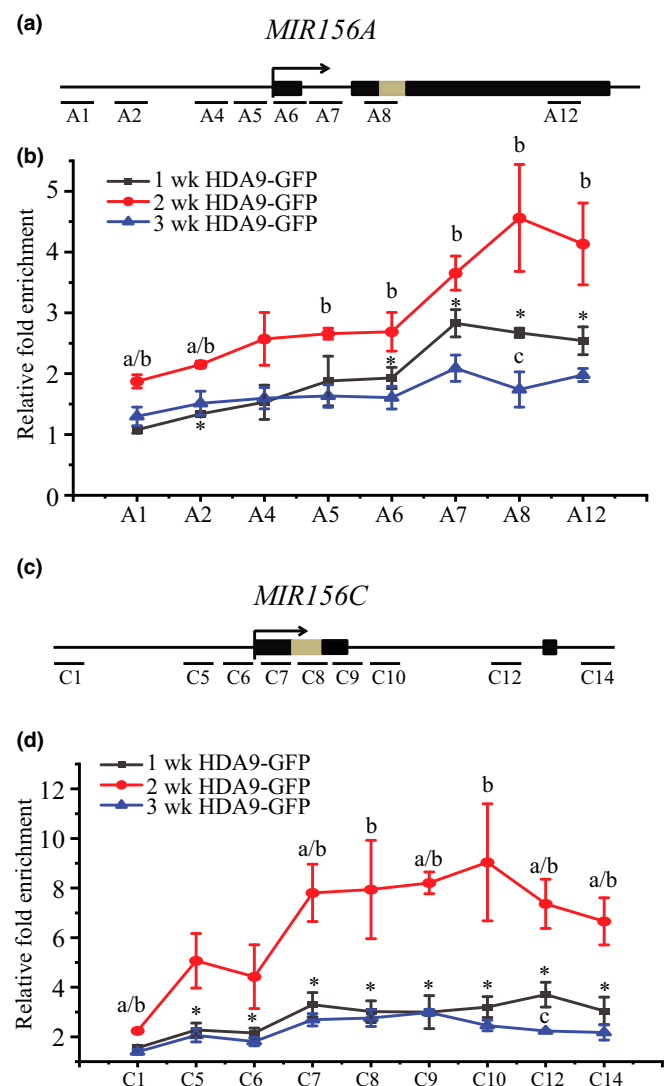 (a)
MIR156A
A1 A2 A4 A5 A6 A7 A8 A12
(b)
Relative fold enrichment
5
4
3
2
1
0
1 wk HDA9-GFP
2 wk HDA9-GFP
3 wk HDA9-GFP
a/b a/b b b b b b
* * * * *
c
A1 A2 A4 A5 A6 A7 A8 A12
(c)
MIR156C
C1 C5 C6 C7 C8 C9 C10 C12 C14
(d)
Relative fold enrichment
12
10
8
6
4
2
1 wk HDA9-GFP
2 wk HDA9-GFP
3 wk HDA9-GFP
a/b a/b b a/b b a/b a/b
* * * * * * * *
c
C1 C5 C6 C7 C8 C9 C10 C12 C14